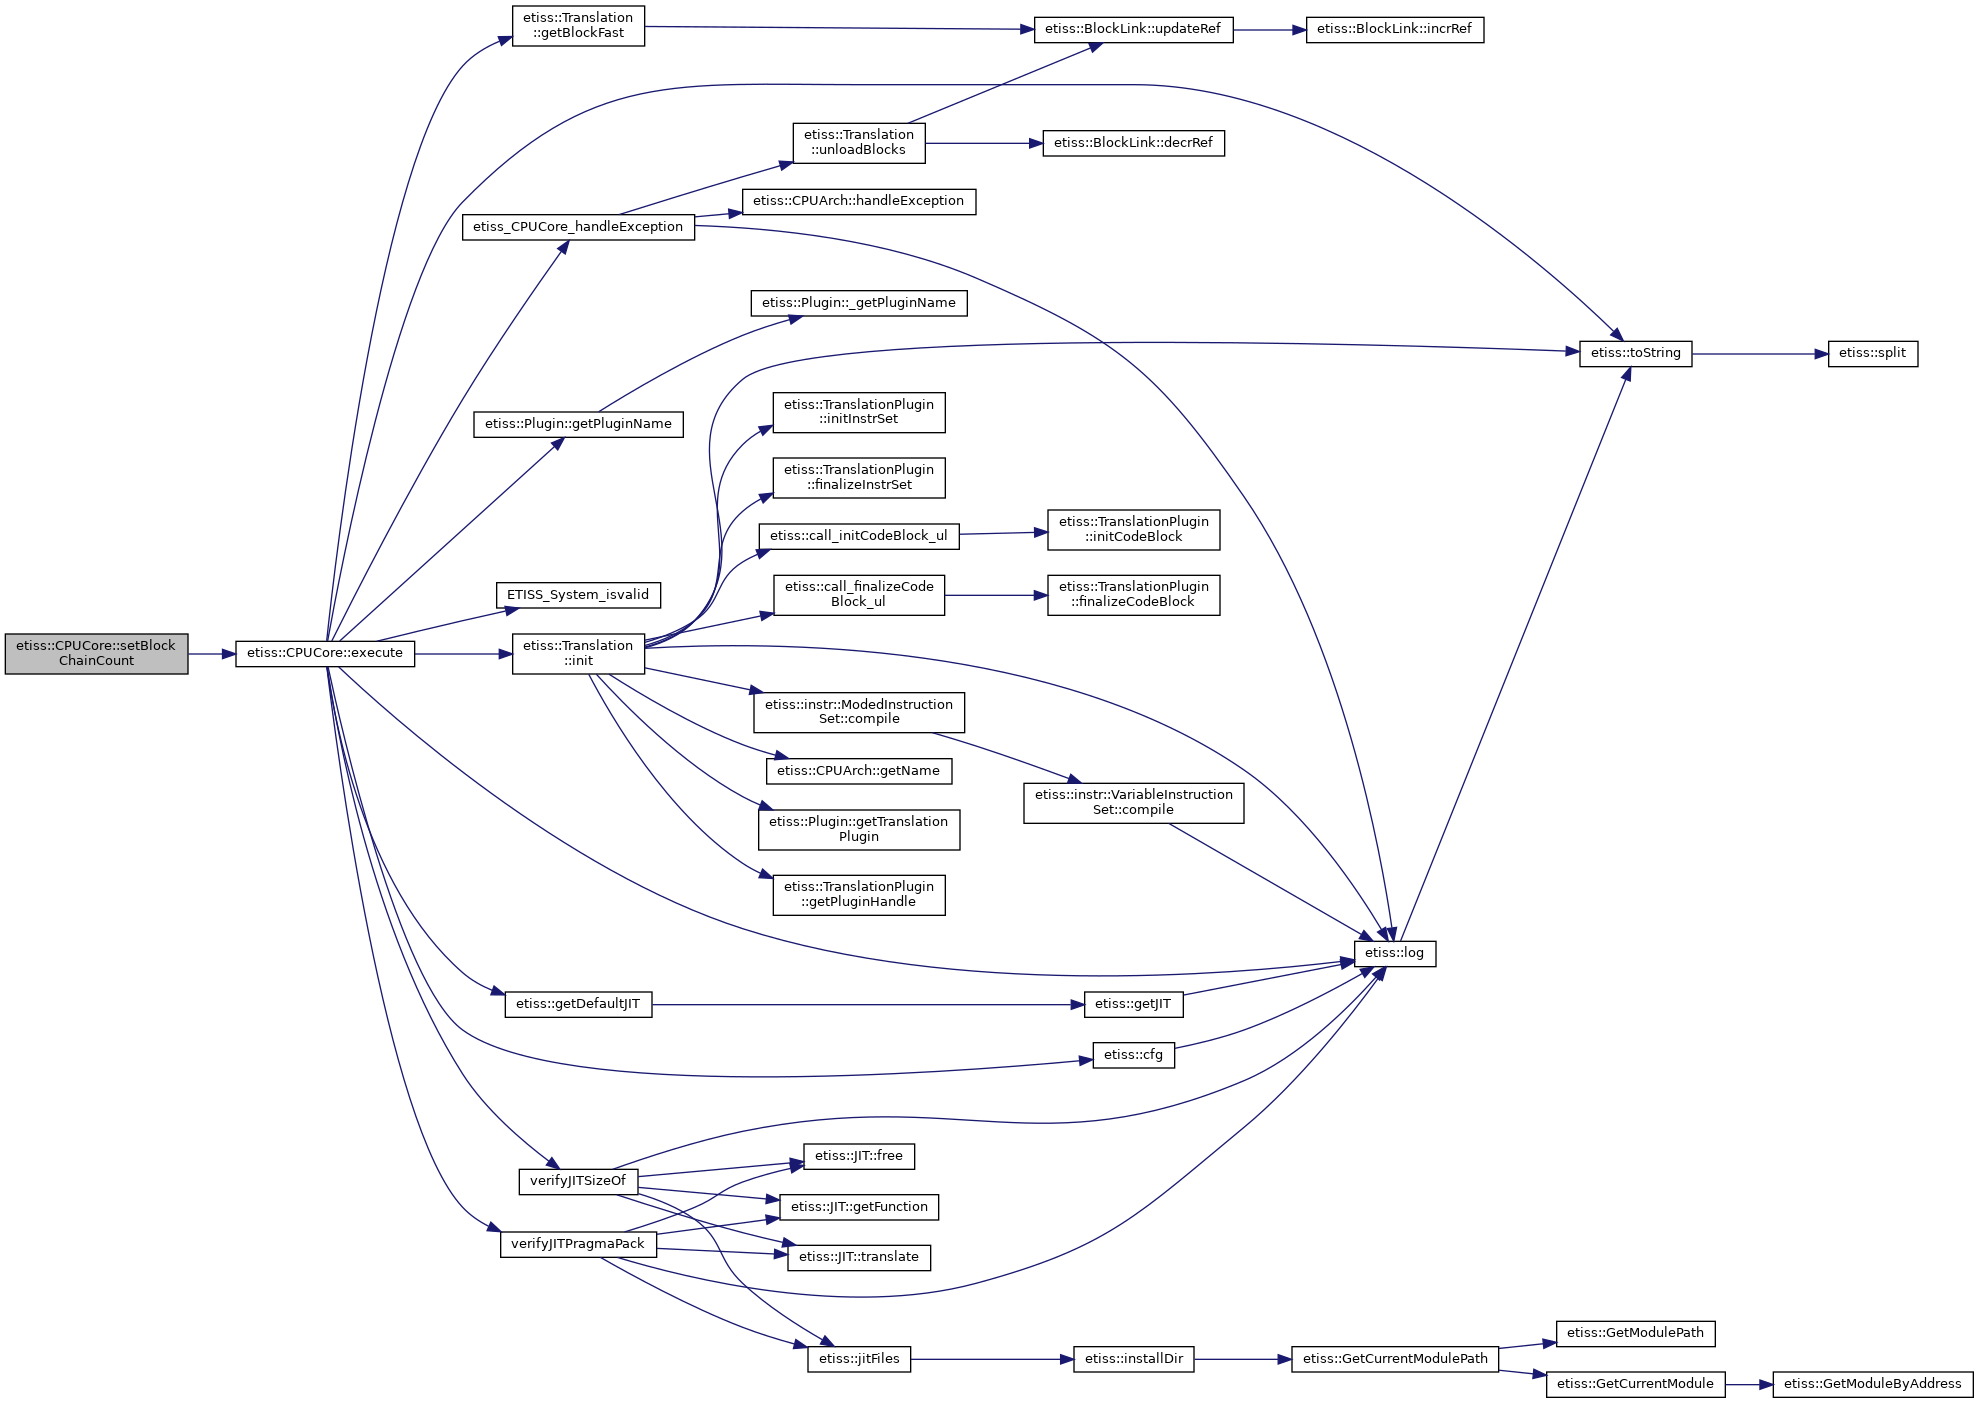 etiss::Translation
::getBlockFast
etiss::BlockLink::updateRef
etiss::BlockLink::incrRef
etiss::Translation
::unloadBlocks
etiss::BlockLink::decrRef
etiss::CPUArch::handleException
etiss_CPUCore_handleException
etiss::Plugin::_getPluginName
etiss::toString
etiss::split
etiss::TranslationPlugin
::initInstrSet
etiss::Plugin::getPluginName
etiss::TranslationPlugin
::finalizeInstrSet
etiss::call_initCodeBlock_ul
etiss::TranslationPlugin
::initCodeBlock
etiss::call_finalizeCode
Block_ul
etiss::TranslationPlugin
::finalizeCodeBlock
ETISS_System_isvalid
etiss::CPUCore::setBlock
ChainCount
etiss::CPUCore::execute
etiss::Translation
::init
etiss::instr::ModedInstruction
Set::compile
etiss::CPUArch::getName
etiss::instr::VariableInstruction
Set::compile
etiss::Plugin::getTranslation
Plugin
etiss::TranslationPlugin
::getPluginHandle
etiss::log
etiss::getDefaultJIT
etiss::getJIT
etiss::cfg
etiss::JIT::free
verifyJITSizeOf
etiss::JIT::getFunction
verifyJITPragmaPack
etiss::JIT::translate
etiss::GetModulePath
etiss::jitFiles
etiss::installDir
etiss::GetCurrentModulePath
etiss::GetCurrentModule
etiss::GetModuleByAddress